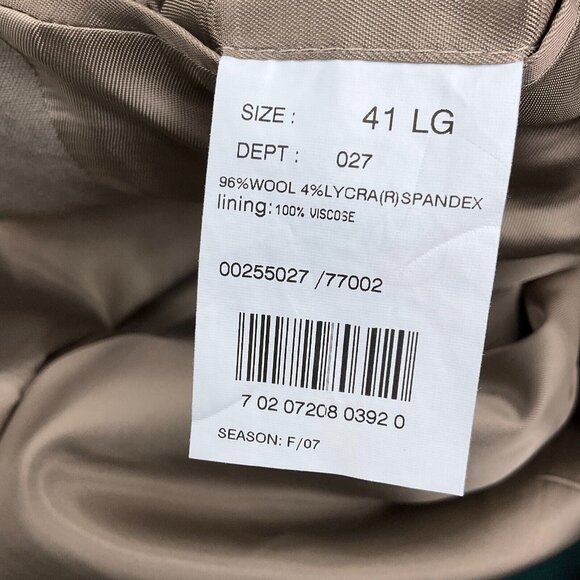 SIZE : 41 LG
DEPT : 027
96%WOOL 4%LYCRA(R)SPANDEX
lining: 100% VISCOSE
00255027 /77002
7 02 07208 0392 0
SEASON: F/07